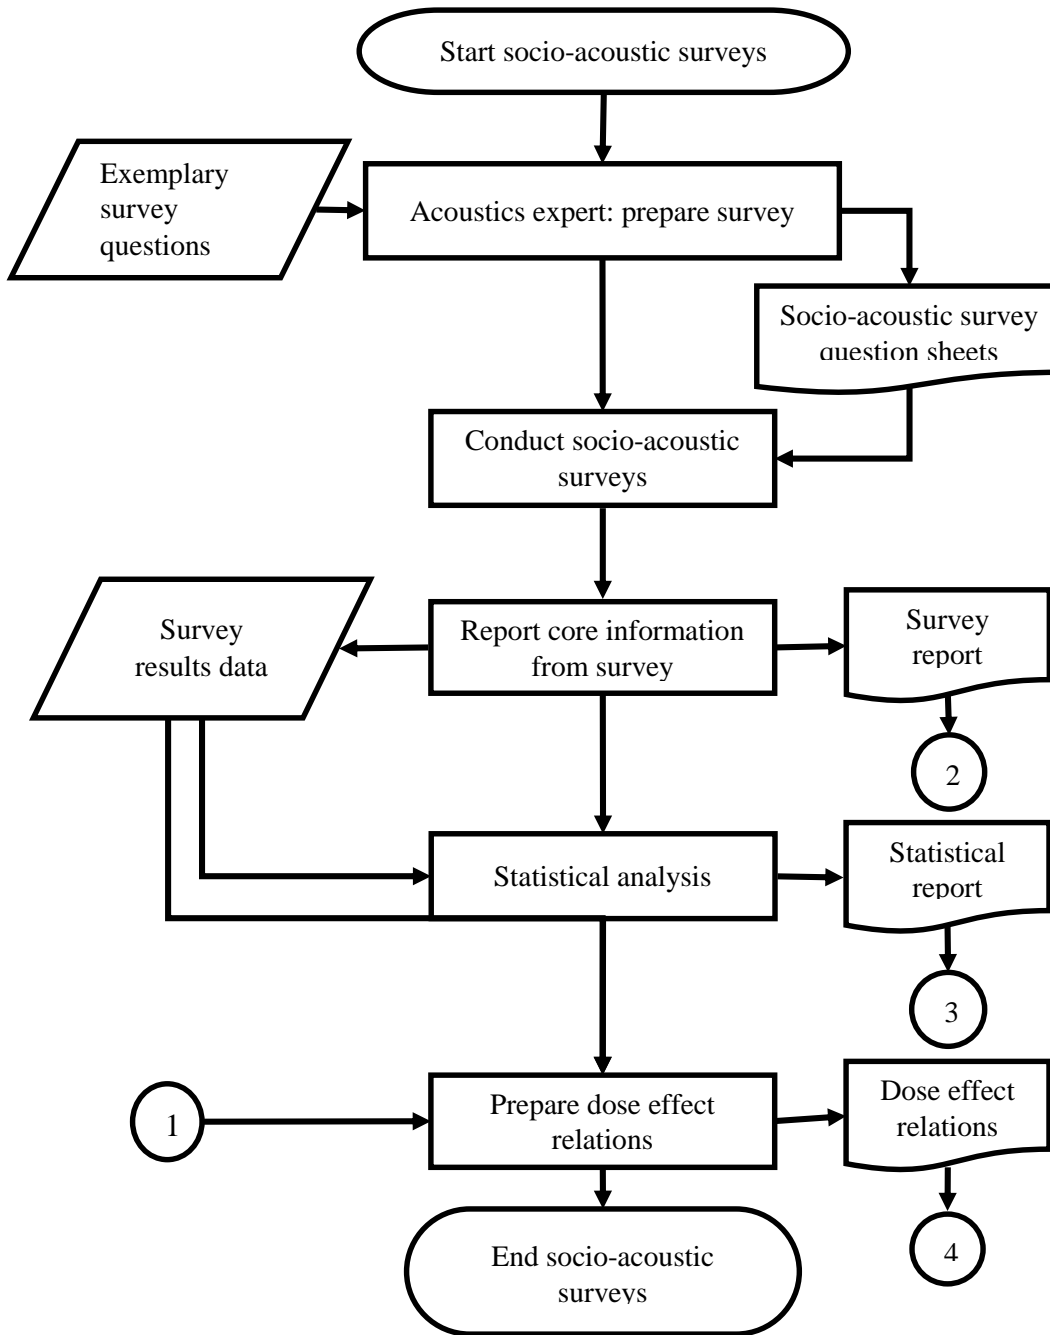 Start socio-acoustic surveys
Exemplary
survey
questions
Acoustics expert: prepare survey
Socio-acoustic survey
question sheets
Conduct socio-acoustic
surveys
Survey
results data
Report core information
from survey
Survey
report
2
Statistical analysis
Statistical
report
3
1
Prepare dose effect
relations
Dose effect
relations
4
End socio-acoustic
surveys